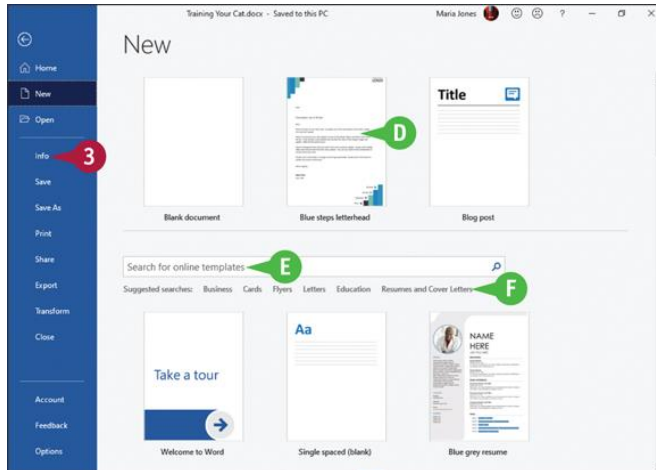 Training Your Cat.docx - Saved to this PC
Maria Jones
?
New
Home
New
Open
Info
3
Save
Save As
Print
Share
Export
Transform
Close
Account
Feedback
Options
D
Title
Blank document
Blue steps letterhead
Blog post
Search for online templates
E
Suggested searches: Business Cards Flyers Letters Education Resumes and Cover Letters
F
Take a tour
Aa
NAME
HERE
Welcome to Word
Single spaced (blank)
Blue grey resume